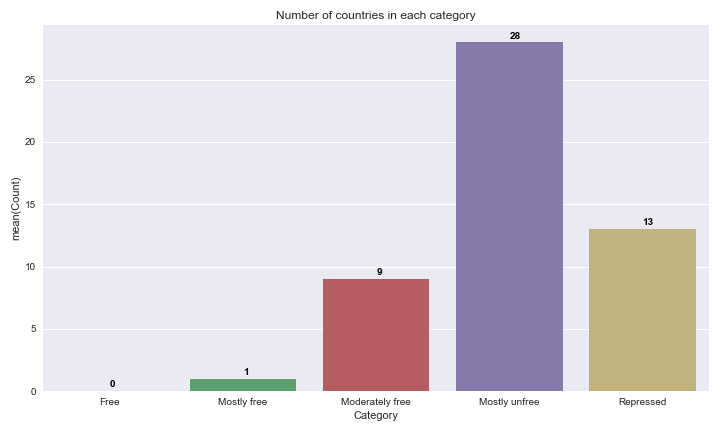 Number of countries in each category
mean(Count)
25
20
15
10
5
0
0
1
9
28
13
Free
Mostly free
Moderately free
Mostly unfree
Repressed
Category